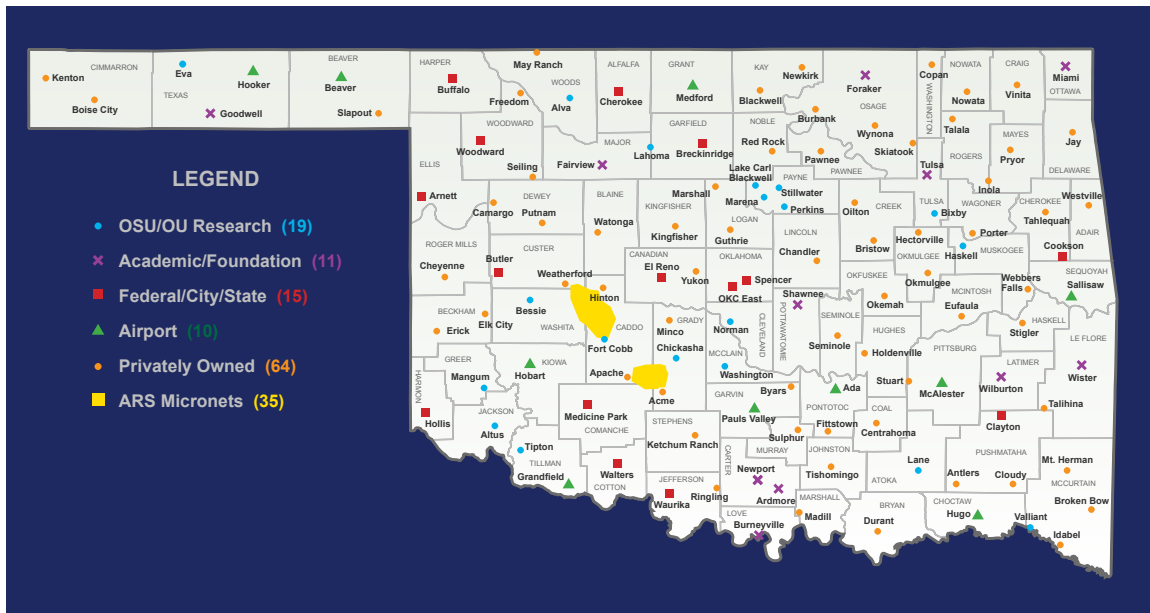 BEAVER
CIMMARRON
Eva
Hooker
Beaver
Kenton
TEXAS
Boise City
Goodwell
Slapout
HARPER
Buffalo
May Ranch
WOODS
Freedom
Alva
ALFALFA
Cherokee
GRANT
Medford
KAY
Newkirk
Blackwell
Foraker
OSAGE
Burbank
Wynona
Copan
NOWATA
Nowata
CRAIG
Vinita
Miami
OTTAWA
WASHINGTON
WOODWARD
Woodward
Seiling
MAJOR
Fairview
GARFIELD
Lahoma
Breckinridge
NOBLE
Red Rock
Pawnee
PAWNEE
Skiatook
Talala
Tulsa
ROGERS
MAYES
Pryor
Jay
DELAWARE
Inola
ELLIS
Arnett
DEWEY
Camargo
Putnam
BLAINE
Watonga
KINGFISHER
Kingfisher
Marshall
Lake Carl
Blackwell
PAYNE
Stillwater
Marena
Perkins
LOGAN
Guthrie
LINCOLN
Chandler
Oilton
CREEK
Bristow
TULSA
Bixby
WAGONER
Hectorville
Porter
CHEROKEE
Tahlequah
Westville
ADAIR
Cookson
ROGER MILLS
Cheyenne
CUSTER
Butler
Weatherford
CANADIAN
El Reno
Yukon
OKLAHOMA
Spencer
OKC East
OKFUSKEE
Okemah
OKMULGEE
Okmulgee
Haskell
MUSKOGEE
Webbers
Falls
SEQUOYAH
Sallisaw
MCINTOSH
Eufaula
BECKHAM
Erick
Elk City
Bessie
WASHITA
Hinton
CADDO
Fort Cobb
GRADY
Minco
Chickasha
Norman
CLEVELAND
Shawnee
POTTAWATOMIE
SEMINOLE
Seminole
HUGHES
Holdenville
HASKELL
Stigler
LE FLORE
GREER
HARMON
Mangum
Hollis
KIOWA
Hobart
Apache
Acme
MCCLAIN
Washington
GARVIN
Byars
Pauls Valley
Ada
PONTOTOC
Fittstown
Stuart
PITTSBURG
McAlester
LATIMER
Wilburton
Wister
JACKSON
Altus
Medicine Park
COMANCHE
STEPHENS
Ketchum Ranch
Sulphur
MURRAY
COAL
Centrahoma
Clayton
Talihina
Tipton
TILLMAN
Grandfield
Walters
COTTON
JEFFERSON
Waurika
Ringling
CARTER
Newport
Ardmore
JOHNSTON
Tishomingo
ATOKA
Lane
PUSHMATAHA
Antlers
Cloudy
Mt. Herman
MCCURTAIN
LOVE
Burneyville
MARSHALL
Madill
BRYAN
Durant
CHOCTAW
Hugo
Valliant
Broken Bow
Idabel
LEGEND
OSU/OU Research (19)
Academic/Foundation (11)
Federal/City/State (15)
Airport (10)
Privately Owned (64)
ARS Micronets (35)